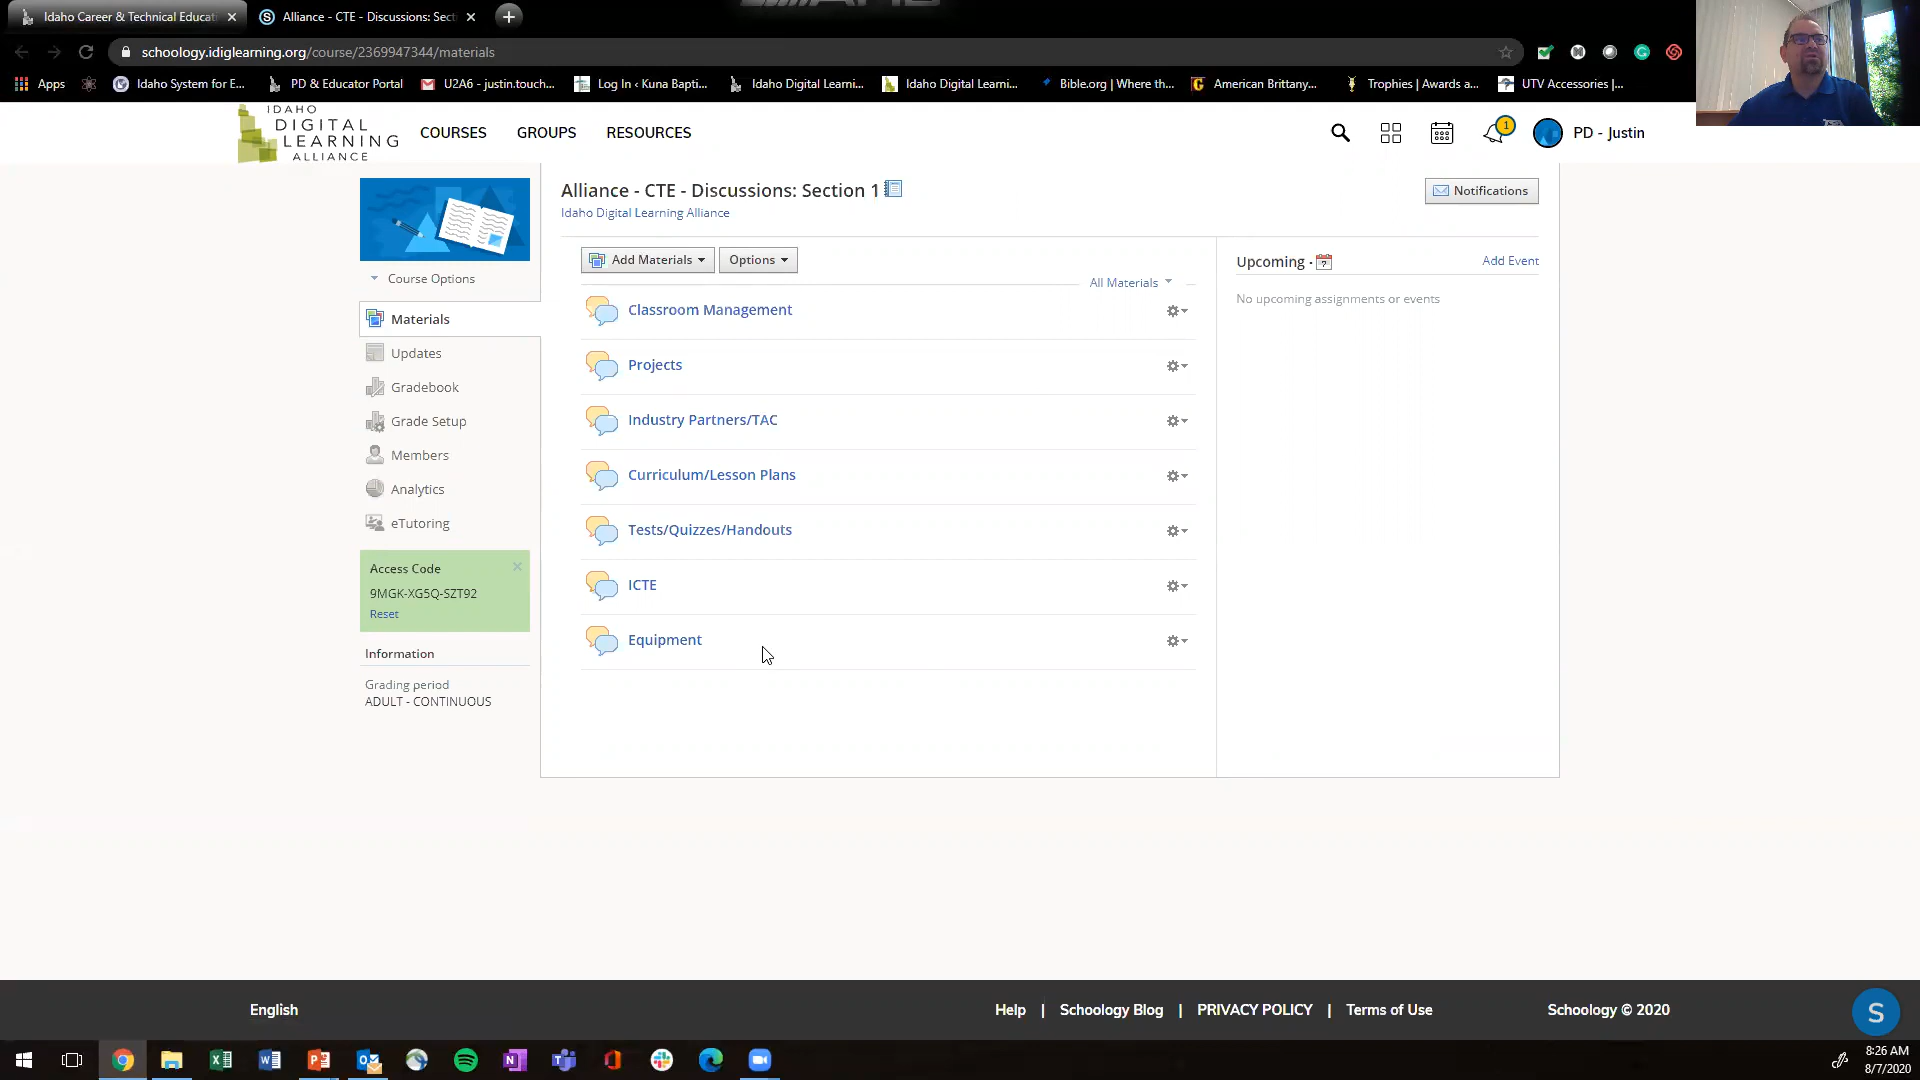 Idaho Career & Technical Educati
Alliance - CTE - Discussions: Sect
schoology.idiglearning.org/course/2369947344/materials
Apps
Idaho System for E...
PD & Educator Portal
U2A6 - justin.touch...
Log In ‹ Kuna Bapti...
Idaho Digital Learni...
Idaho Digital Learni...
Bible.org | Where th...
American Brittany...
Trophies | Awards a...
UTV Accessories |...
IDAHO
DIGITAL
LEARNING
ALLIANCE
COURSES
GROUPS
RESOURCES
1
PD - Justin
Alliance - CTE - Discussions: Section 1
Idaho Digital Learning Alliance
Notifications
Course Options
Materials
Updates
Gradebook
Grade Setup
Members
Analytics
eTutoring
Access Code
9MGK-XG5Q-SZT92
Reset
Information
Grading period
ADULT - CONTINUOUS
Add Materials
Options
All Materials
Classroom Management
Projects
Industry Partners/TAC
Curriculum/Lesson Plans
Tests/Quizzes/Handouts
ICTE
Equipment
Upcoming ·
Add Event
No upcoming assignments or events
English
Help | Schoology Blog | PRIVACY POLICY | Terms of Use
Schoology © 2020
S
8:26 AM
8/7/2020